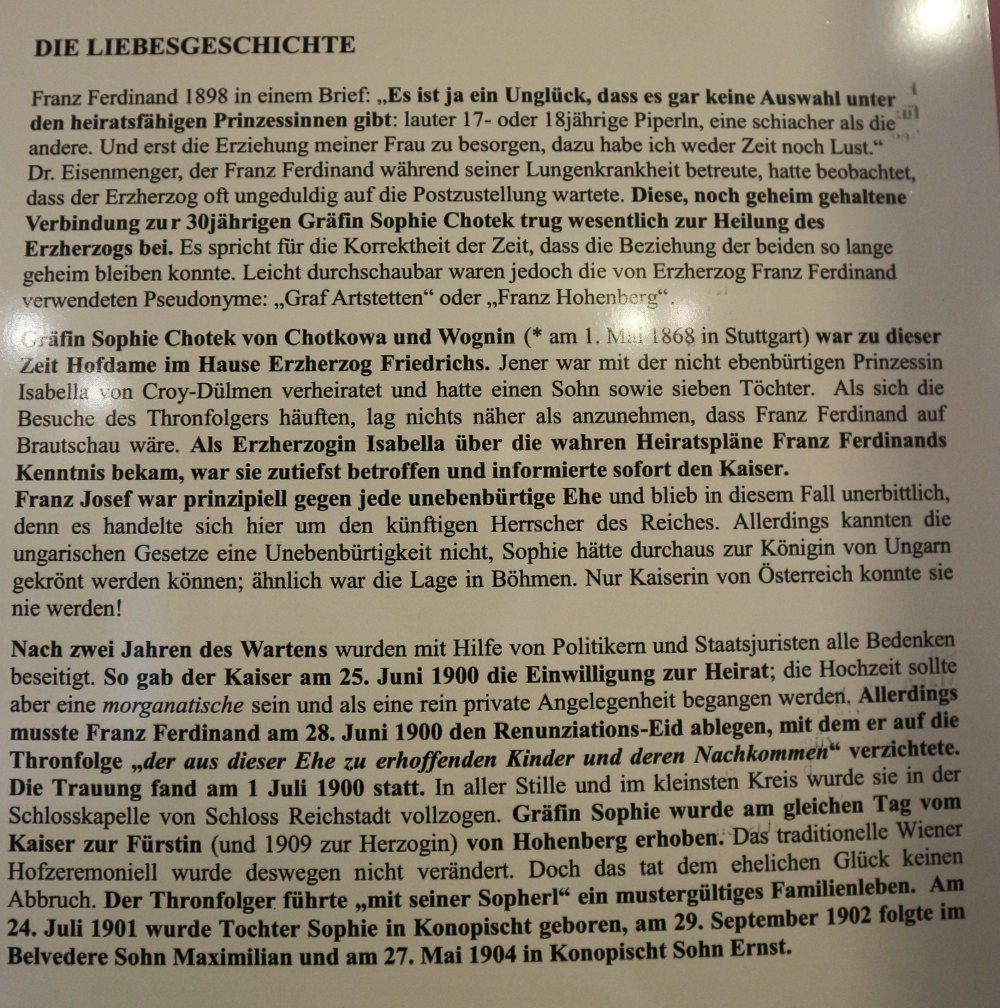 DIE LIEBESGESCHICHTE
Franz Ferdinand 1898 in einem Brief: „Es ist ja ein Unglück, dass es gar keine Auswahl unter
den heiratsfähigen Prinzessinnen gibt: lauter 17- oder 18jährige Piperln, eine schiacher als die
andere. Und erst die Erziehung meiner Frau zu besorgen, dazu habe ich weder Zeit noch Lust.“
Dr. Eisenmenger, der Franz Ferdinand während seiner Lungenkrankheit betreute, hatte beobachtet,
dass der Erzherzog oft ungeduldig auf die Postzustellung wartete. Diese, noch geheim gehaltene
Verbindung zur 30jährigen Gräfin Sophie Chotek trug wesentlich zur Heilung des
Erzherzogs bei. Es spricht für die Korrektheit der Zeit, dass die Beziehung der beiden so lange
geheim bleiben konnte. Leicht durchschaubar waren jedoch die von Erzherzog Franz Ferdinand
verwendeten Pseudonyme: „Graf Artstetten“ oder „Franz Hohenberg“.
Gräfin Sophie Chotek von Chotkowa und Wognin (* am 1. Mai 1868 in Stuttgart) war zu dieser
Zeit Hofdame im Hause Erzherzog Friedrichs. Jener war mit der nicht ebenbürtigen Prinzessin
Isabella von Croy-Dülmen verheiratet und hatte einen Sohn sowie sieben Töchter. Als sich die
Besuche des Thronfolgers häuften, lag nichts näher als anzunehmen, dass Franz Ferdinand auf
Brautschau wäre. Als Erzherzogin Isabella über die wahren Heiratspläne Franz Ferdinands
Kenntnis bekam, war sie zutiefst betroffen und informierte sofort den Kaiser.
Franz Josef war prinzipiell gegen jede unebenbürtige Ehe und blieb in diesem Fall unerbittlich,
denn es handelte sich hier um den künftigen Herrscher des Reiches. Allerdings kannten die
ungarischen Gesetze eine Unebenbürtigkeit nicht, Sophie hätte durchaus zur Königin von Ungarn
gekrönt werden können; ähnlich war die Lage in Böhmen. Nur Kaiserin von Österreich konnte sie
nie werden!
Nach zwei Jahren des Wartens wurden mit Hilfe von Politikern und Staatsjuristen alle Bedenken
beseitigt. So gab der Kaiser am 25. Juni 1900 die Einwilligung zur Heirat; die Hochzeit sollte
aber eine morganatische sein und als eine rein private Angelegenheit begangen werden. Allerdings
musste Franz Ferdinand am 28. Juni 1900 den Renunziations-Eid ablegen, mit dem er auf die
Thronfolge „der aus dieser Ehe zu erhoffenden Kinder und deren Nachkommen“ verzichtete.
Die Trauung fand am 1 Juli 1900 statt. In aller Stille und im kleinsten Kreis wurde sie in der
Schlosskapelle von Schloss Reichstadt vollzogen. Gräfin Sophie wurde am gleichen Tag vom
Kaiser zur Fürstin (und 1909 zur Herzogin) von Hohenberg erhoben. Das traditionelle Wiener
Hofzeremoniell wurde deswegen nicht verändert. Doch das tat dem ehelichen Glück keinen
Abbruch. Der Thronfolger führte „mit seiner Sopherl“ ein mustergültiges Familienleben. Am
24. Juli 1901 wurde Tochter Sophie in Konopischt geboren, am 29. September 1902 folgte im
Belvedere Sohn Maximilian und am 27. Mai 1904 in Konopischt Sohn Ernst.